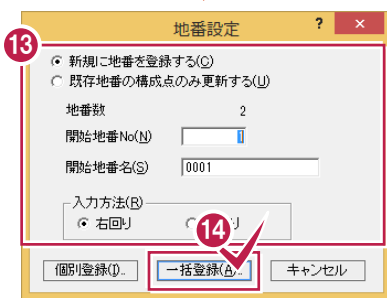 地番設定 ? ×
13
新規に地番を登録する(C)
既存地番の構成点のみ更新する(U)
地番数 2
開始地番No(N) 1
開始地番名(S) 0001
入力方法(R)
右回り
14
個別登録(I)... 一括登録(A)... キャンセル